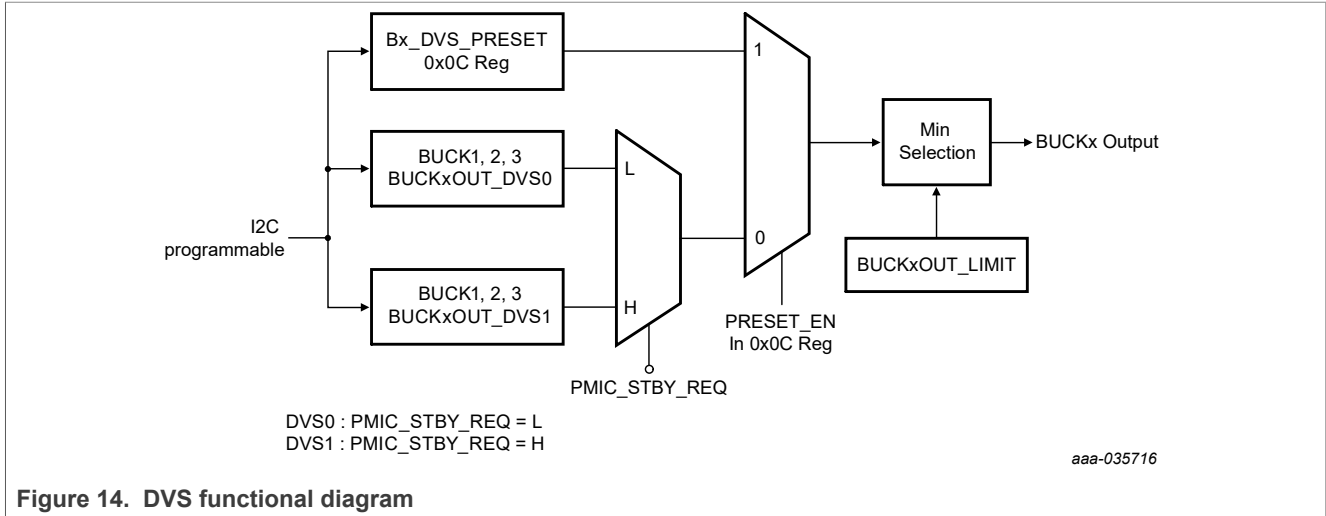 Bx_DVS_PRESET
0x0C Reg
1
BUCK1, 2, 3
BUCKxOUT_DVS0
L
Min
Selection
BUCKx Output
I2C
programmable
0
BUCKxOUT_LIMIT
BUCK1, 2, 3
BUCKxOUT_DVS1
H
PRESET_EN
In 0x0C Reg
PMIC_STBY_REQ
DVS0 : PMIC_STBY_REQ = L
DVS1 : PMIC_STBY_REQ = H
aaa-035716
Figure 14. DVS functional diagram